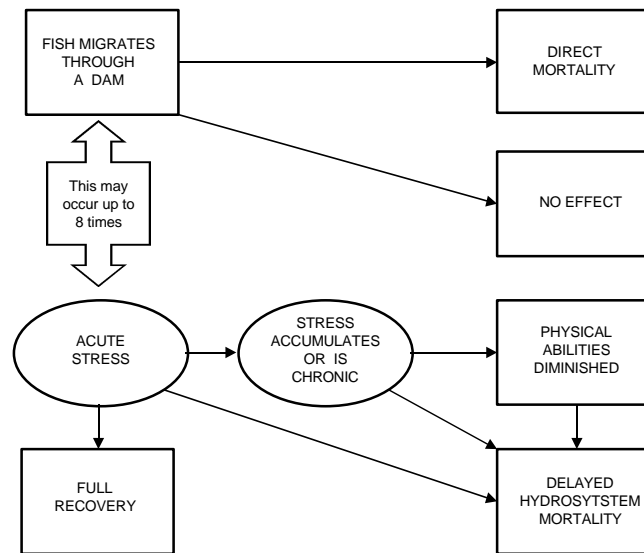 FISH MIGRATES
THROUGH
A DAM
DIRECT
MORTALITY
This may
occur up to
8 times
NO EFFECT
ACUTE
STRESS
STRESS
ACCUMULATES
OR IS
CHRONIC
PHYSICAL
ABILITIES
DIMINISHED
FULL
RECOVERY
DELAYED
HYDROSYTSTEM
MORTALITY